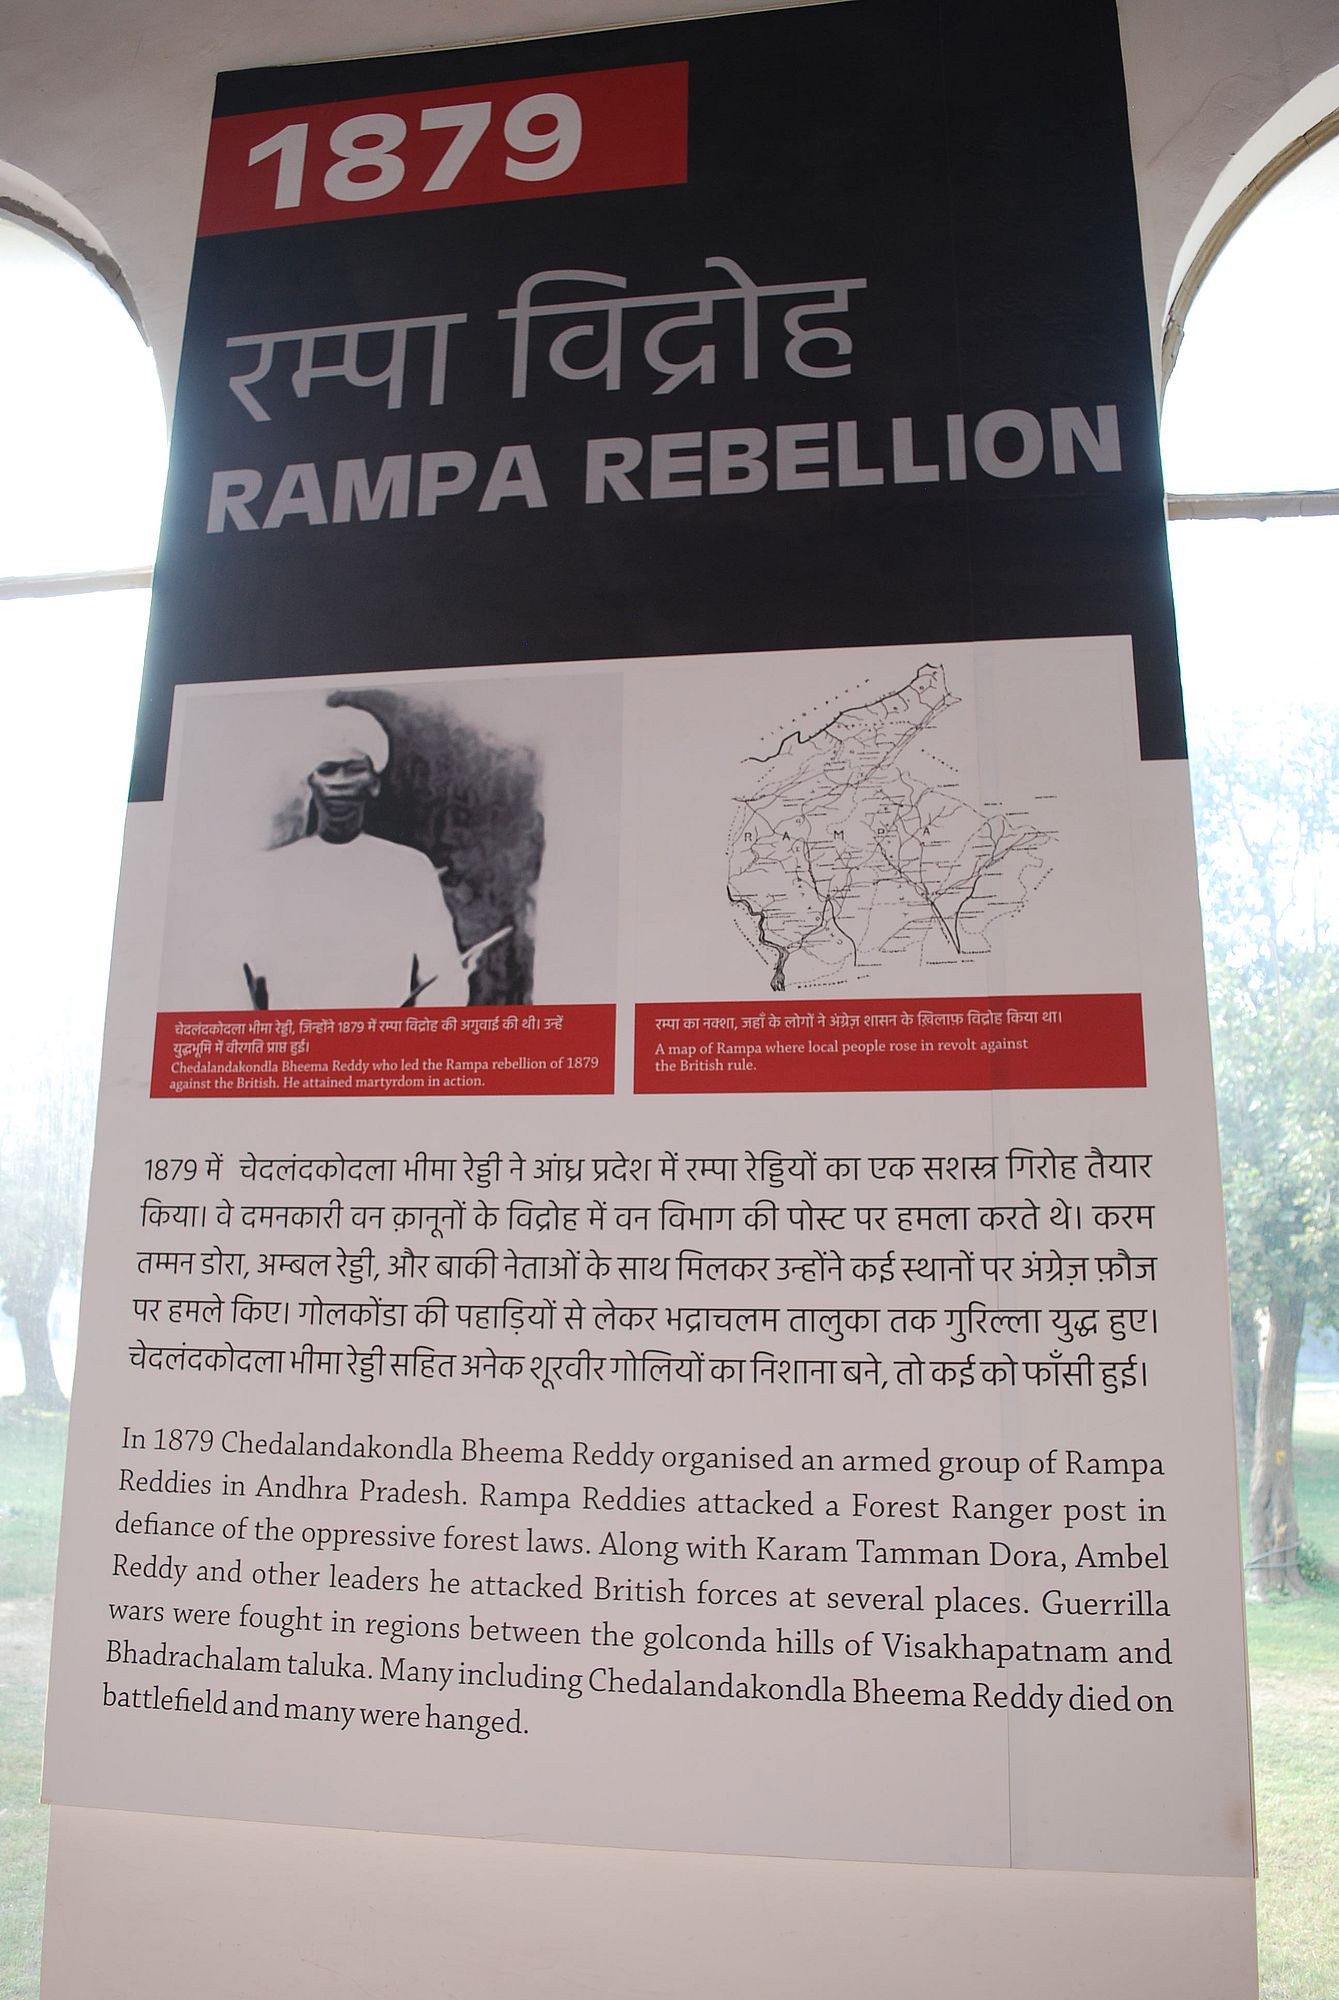 1879
रम्पा विद्रोह
RAMPA REBELLION
R A M P A
चेदलंदकोदला भीमा रेड्डी, जिन्होंने 1879 में रम्पा विद्रोह की अगुवाई की थी। उन्हें
युद्धभूमि में वीरगति प्राप्त हुई।
Chedalandakondla Bheema Reddy who led the Rampa rebellion of 1879
against the British. He attained martyrdom in action.
रम्पा का नक्शा, जहाँ के लोगों ने अंग्रेज़ शासन के ख़िलाफ़ विद्रोह किया था।
A map of Rampa where local people rose in revolt against
the British rule.
1879 में चेदलंदकोदला भीमा रेड्डी ने आंध्र प्रदेश में रम्पा रेड्डियों का एक सशस्त्र गिरोह तैयार
किया। वे दमनकारी वन क़ानूनों के विद्रोह में वन विभाग की पोस्ट पर हमला करते थे। करम
तम्मन डोरा, अम्बल रेड्डी, और बाकी नेताओं के साथ मिलकर उन्होंने कई स्थानों पर अंग्रेज़ फ़ौज
पर हमले किए। गोलकोंडा की पहाड़ियों से लेकर भद्राचलम तालुका तक गुरिल्ला युद्ध हुए।
चेदलंदकोदला भीमा रेड्डी सहित अनेक शूरवीर गोलियों का निशाना बने, तो कई को फाँसी हुई।
In 1879 Chedalandakondla Bheema Reddy organised an armed group of Rampa
Reddies in Andhra Pradesh. Rampa Reddies attacked a Forest Ranger post in
defiance of the oppressive forest laws. Along with Karam Tamman Dora, Ambel
Reddy and other leaders he attacked British forces at several places. Guerrilla
wars were fought in regions between the golconda hills of Visakhapatnam and
Bhadrachalam taluka. Many including Chedalandakondla Bheema Reddy died on
battlefield and many were hanged.